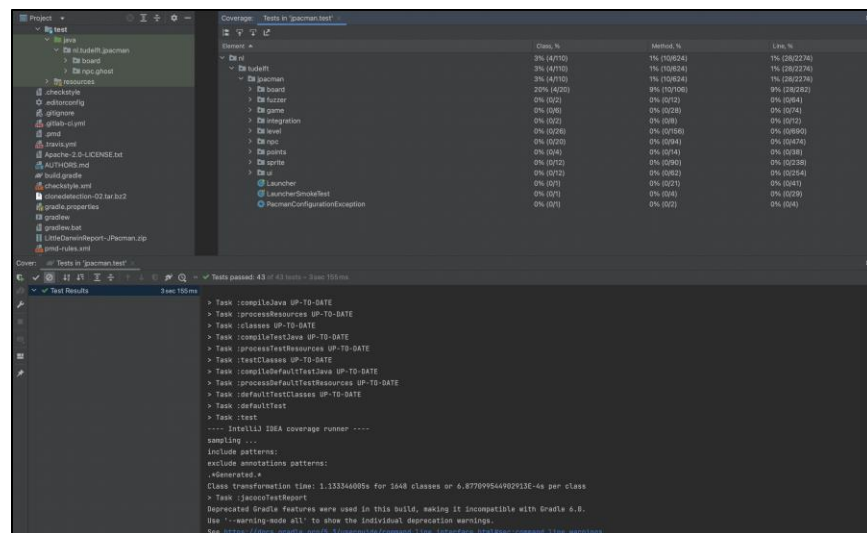 Project
test
java
nl.tudelft.jpacman
board
npc.ghost
resources
.checkstyle
.editorconfig
.gitignore
.gitlab-ci.yml
.pmd
.travis.yml
Apache-2.0-LICENSE.txt
AUTHORS.md
build.gradle
checkstyle.xml
clonedetection-02.tar.bz2
gradle.properties
gradlew
gradlew.bat
LittleDarwinReport-JPacman.zip
pmd-rules.xml
Coverage: Tests in 'jpacman.test'
Element Class, % Method, % Line, %
nl 3% (4/110) 1% (10/624) 1% (28/2274)
tudelft 3% (4/110) 1% (10/624) 1% (28/2274)
jpacman 3% (4/110) 1% (10/624) 1% (28/2274)
board 20% (4/20) 9% (10/106) 9% (28/282)
fuzzer 0% (0/2) 0% (0/12) 0% (0/64)
game 0% (0/6) 0% (0/28) 0% (0/74)
integration 0% (0/2) 0% (0/8) 0% (0/12)
level 0% (0/26) 0% (0/156) 0% (0/690)
npc 0% (0/20) 0% (0/94) 0% (0/474)
points 0% (0/4) 0% (0/14) 0% (0/38)
sprite 0% (0/12) 0% (0/90) 0% (0/238)
ui 0% (0/12) 0% (0/62) 0% (0/254)
Launcher 0% (0/1) 0% (0/21) 0% (0/41)
LauncherSmokeTest 0% (0/1) 0% (0/4) 0% (0/29)
PacmanConfigurationException 0% (0/1) 0% (0/2) 0% (0/4)
Cover: Tests in 'jpacman.test'
Tests passed: 43 of 43 tests – 3 sec 155 ms
Test Results 3 sec 155 ms
> Task :compileJava UP-TO-DATE
> Task :processResources UP-TO-DATE
> Task :classes UP-TO-DATE
> Task :compileTestJava UP-TO-DATE
> Task :processTestResources UP-TO-DATE
> Task :testClasses UP-TO-DATE
> Task :compileDefaultTestJava UP-TO-DATE
> Task :processDefaultTestResources UP-TO-DATE
> Task :defaultTestClasses UP-TO-DATE
> Task :defaultTest
> Task :test
---- IntelliJ IDEA coverage runner ----
sampling ...
include patterns:
exclude annotations patterns:
.*Generated.*
Class transformation time: 1.133346005s for 1648 classes or 6.877099544902913E-4s per class
> Task :jacocoTestReport
Deprecated Gradle features were used in this build, making it incompatible with Gradle 6.0.
Use '--warning-mode all' to show the individual deprecation warnings.
See